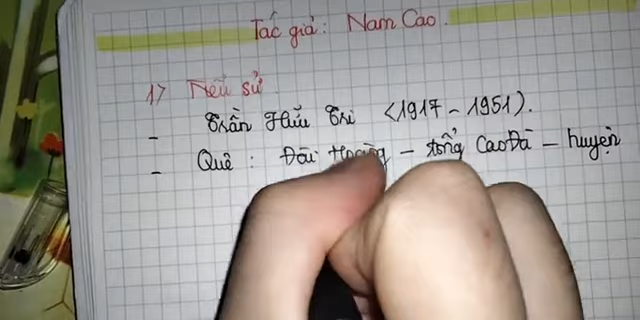 Tác giả: Nam Cao.
1) Tiểu sử
- Trần Hữu Tri <1917 - 1951).
- Quê: Đại Hoàng - tổng Cao Đà - huyện